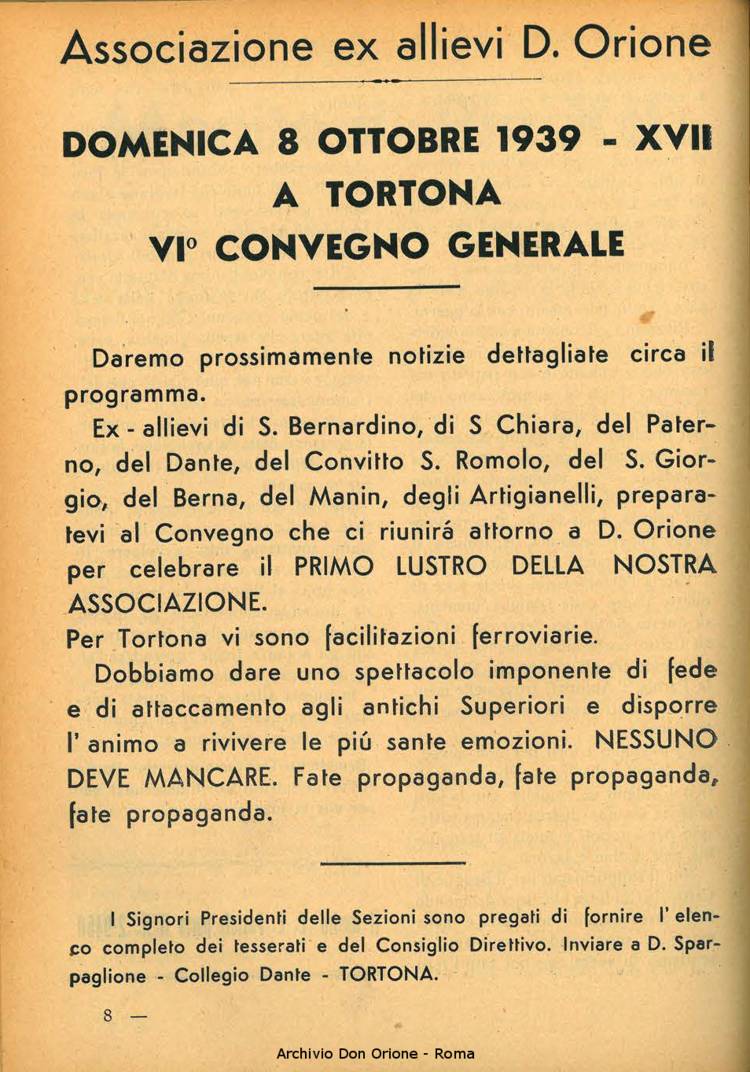 Associazione ex allievi D. Orione
DOMENICA 8 OTTOBRE 1939 - XVII
A TORTONA
VIº CONVEGNO GENERALE
Daremo prossimamente notizie dettagliate circa il
programma.
Ex - allievi di S. Bernardino, di S Chiara, del Pater-
no, del Dante, del Convitto S. Romolo, del S. Gior-
gio, del Berna, del Manin, degli Artigianelli, prepara-
tevi al Convegno che ci riunirá attorno a D. Orione
per celebrare il PRIMO LUSTRO DELLA NOSTRA
ASSOCIAZIONE.
Per Tortona vi sono facilitazioni ferroviarie.
Dobbiamo dare uno spettacolo imponente di fede
e di attaccamento agli antichi Superiori e disporre
l' animo a rivivere le piú sante emozioni. NESSUNO
DEVE MANCARE. Fate propaganda, fate propaganda,
fate propaganda.
I Signori Presidenti delle Sezioni sono pregati di fornire l' elen-
co completo dei tesserati e del Consiglio Direttivo. Inviare a D. Spar-
paglione - Collegio Dante - TORTONA.
8 —
Archivio Don Orione - Roma